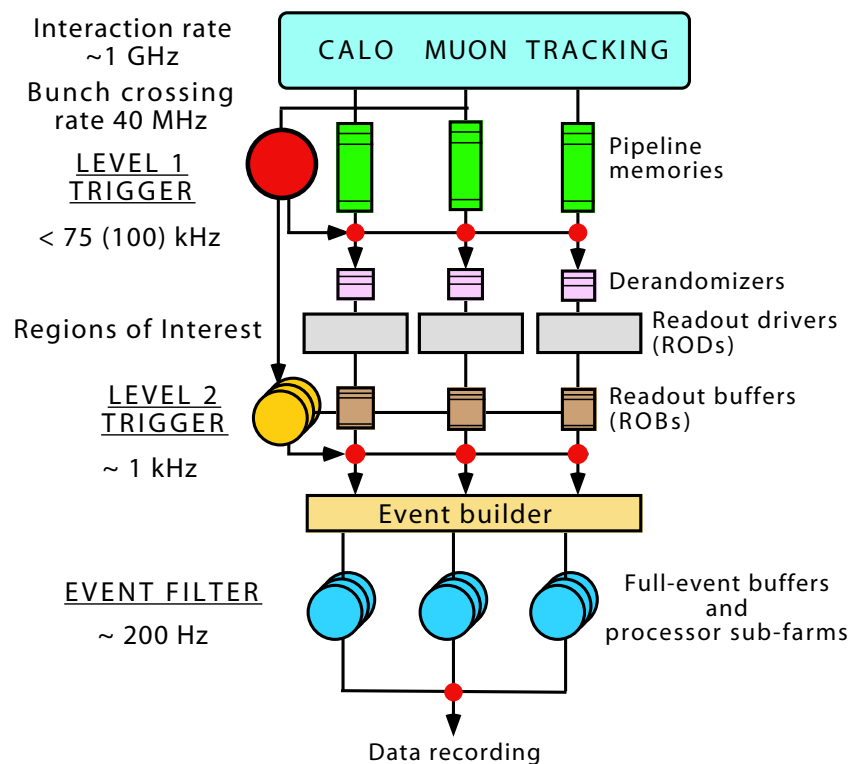 Interaction rate
~1 GHz
CALO MUON TRACKING
Bunch crossing
rate 40 MHz
LEVEL 1
TRIGGER
Pipeline
memories
< 75 (100) kHz
Derandomizers
Regions of Interest
Readout drivers
(RODs)
LEVEL 2
TRIGGER
Readout buffers
(ROBs)
~ 1 kHz
Event builder
EVENT FILTER
~ 200 Hz
Full-event buffers
and
processor sub-farms
Data recording